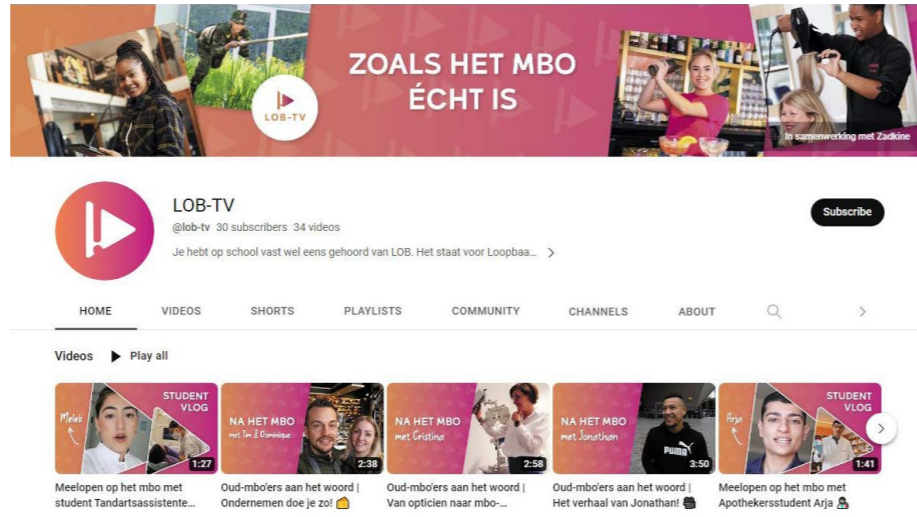 ZOALS HET MBO
ÉCHT IS
LOB-TV
In samenwerking met Zadkine
LOB-TV
@lob-tv 30 subscribers 34 videos
Je hebt op school vast wel eens gehoord van LOB. Het staat voor Loopbaa...
Subscribe
HOME VIDEOS SHORTS PLAYLISTS COMMUNITY CHANNELS ABOUT
Videos Play all
Melek
STUDENT
VLOG
1:27
NA HET MBO
met Tim & Dominique
2:38
NA HET MBO
met Cristina
2:58
NA HET MBO
met Jonathan
PUMA
3:50
Arja
STUDENT
VLOG
1:41
Meelopen op het mbo met
student Tandartsassistente...
Oud-mbo'ers aan het woord |
Ondernemen doe je zo! 🧀
Oud-mbo'ers aan het woord |
Van opticien naar mbo-...
Oud-mbo'ers aan het woord |
Het verhaal van Jonathan!
Meelopen op het mbo met
Apothekersstudent Arja